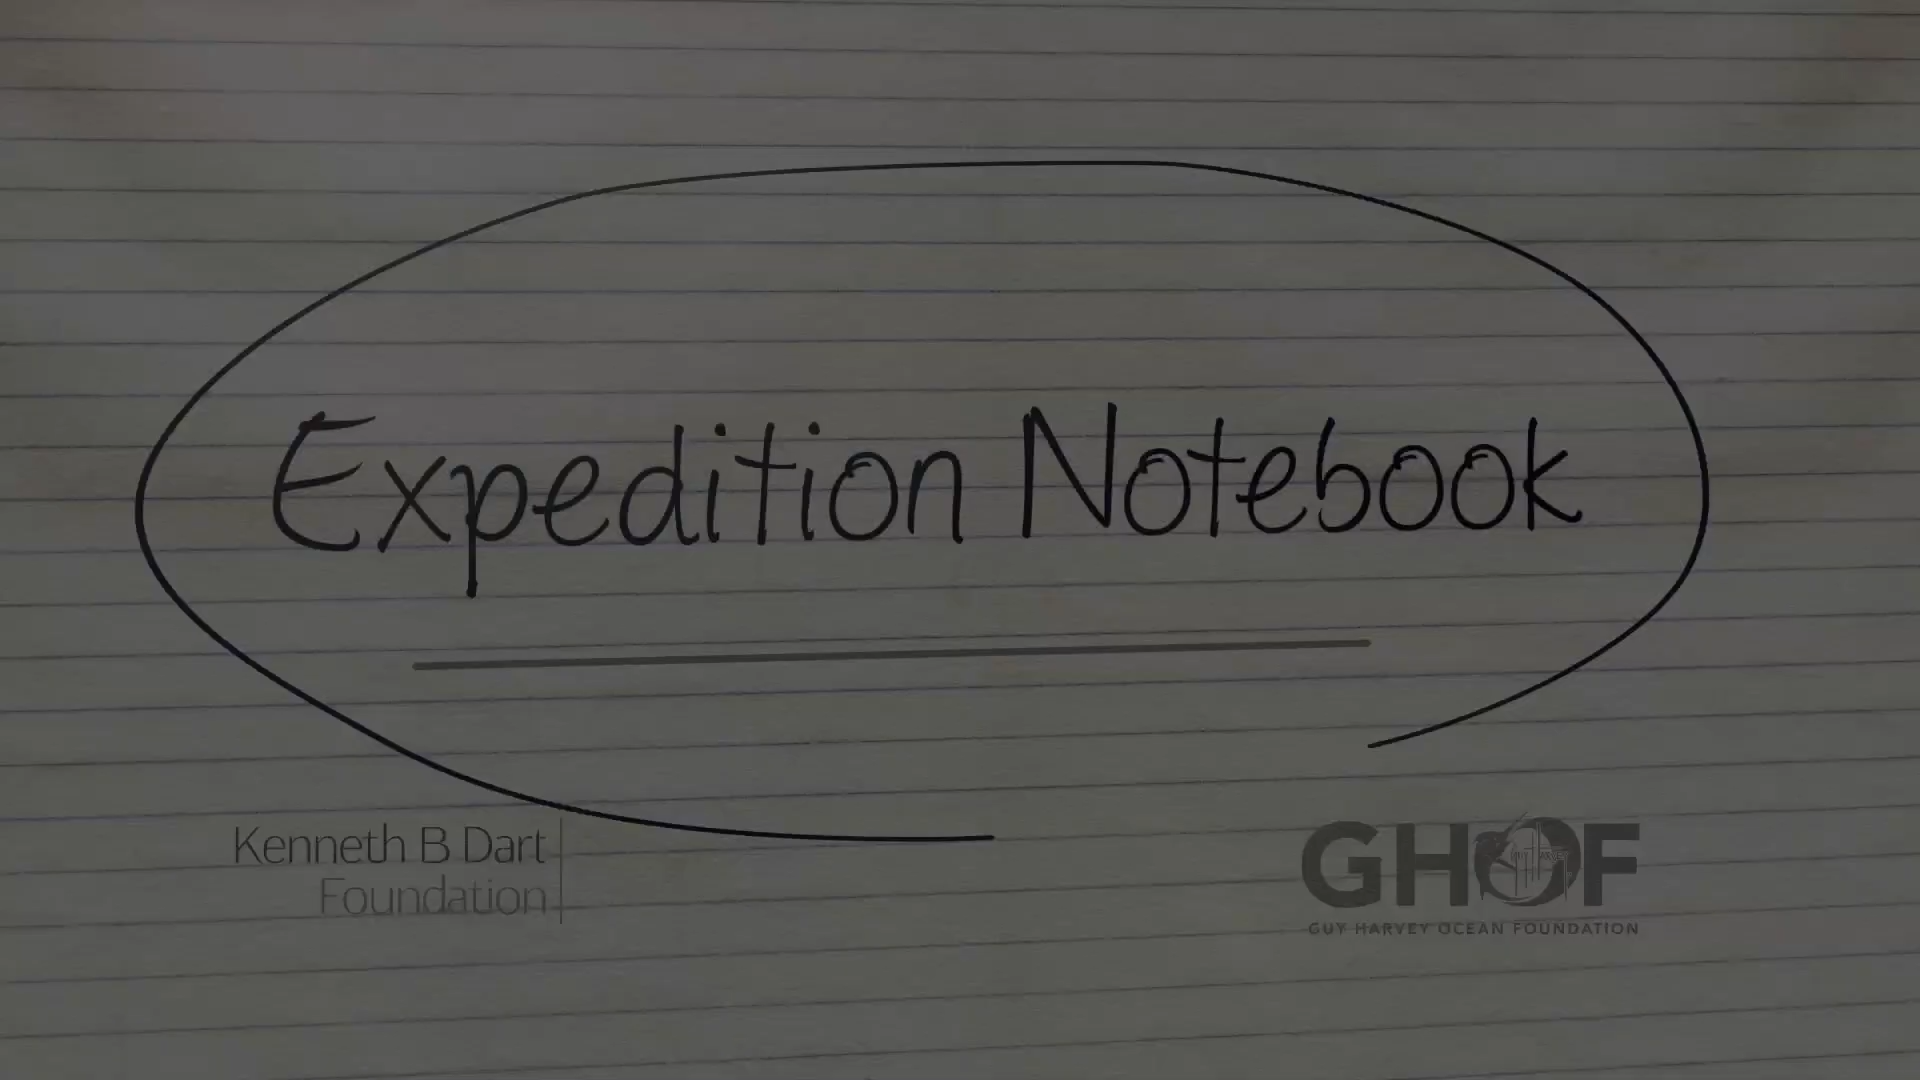 Expedition Notebook
Kenneth B Dart
Foundation
GHOF
GUY HARVEY OCEAN FOUNDATION